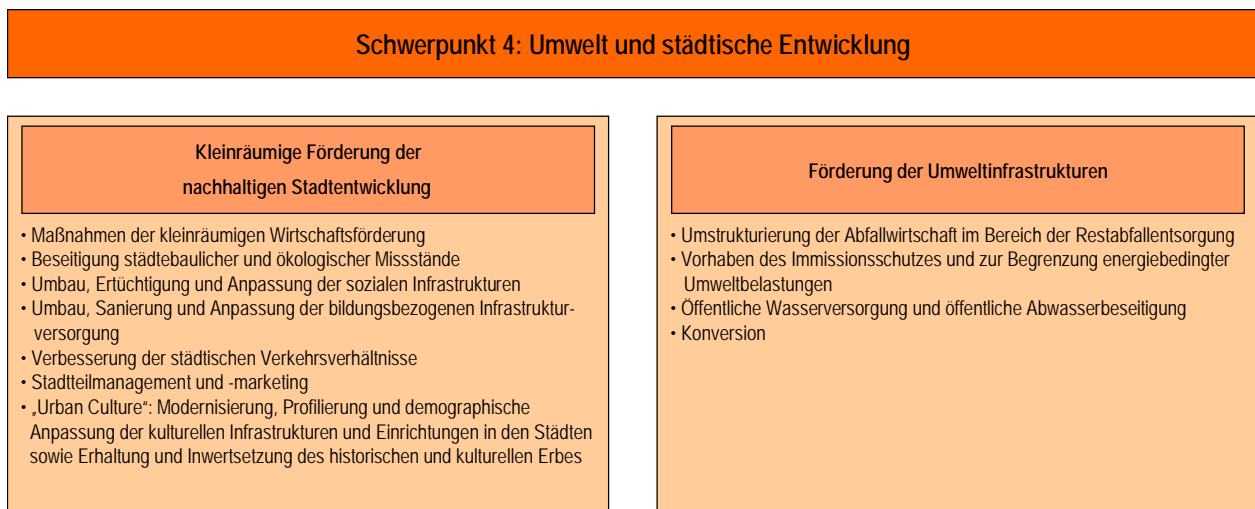 Schwerpunkt 4: Umwelt und städtische Entwicklung
Kleinräumige Förderung der
nachhaltigen Stadtentwicklung
• Maßnahmen der kleinräumigen Wirtschaftsförderung
• Beseitigung städtebaulicher und ökologischer Missstände
• Umbau, Ertüchtigung und Anpassung der sozialen Infrastrukturen
• Umbau, Sanierung und Anpassung der bildungsbezogenen Infrastruktur-
versorgung
• Verbesserung der städtischen Verkehrsverhältnisse
• Stadtteilmanagement und -marketing
• „Urban Culture“: Modernisierung, Profilierung und demographische
Anpassung der kulturellen Infrastrukturen und Einrichtungen in den Städten
sowie Erhaltung und Inwertsetzung des historischen und kulturellen Erbes
Förderung der Umweltinfrastrukturen
• Umstrukturierung der Abfallwirtschaft im Bereich der Restabfallentsorgung
• Vorhaben des Immissionsschutzes und zur Begrenzung energiebedingter
Umweltbelastungen
• Öffentliche Wasserversorgung und öffentliche Abwasserbeseitigung
• Konversion